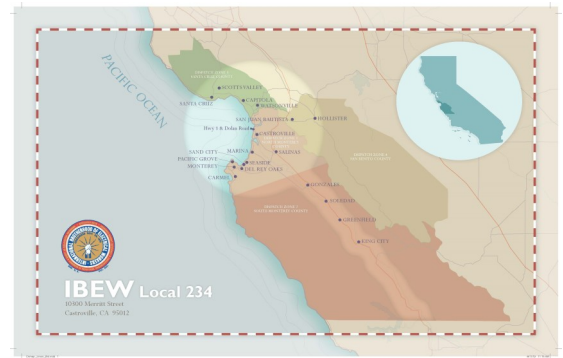 PACIFIC OCEAN
SCOTTS VALLEY
SANTA CRUZ
CAPITOLA
WATSONVILLE
SAN JUAN BAUTISTA
HOLLISTER
Hwy 1 & Dolan Road
CASTROVILLE
SAND CITY
MARINA
SALINAS
PACIFIC GROVE
SEASIDE
MONTEREY
DEL REY OAKS
CARMEL
GONZALES
SOLEDAD
GREENFIELD
KING CITY
IBEW Local 234
10300 Merritt Street
Castroville, CA 95012